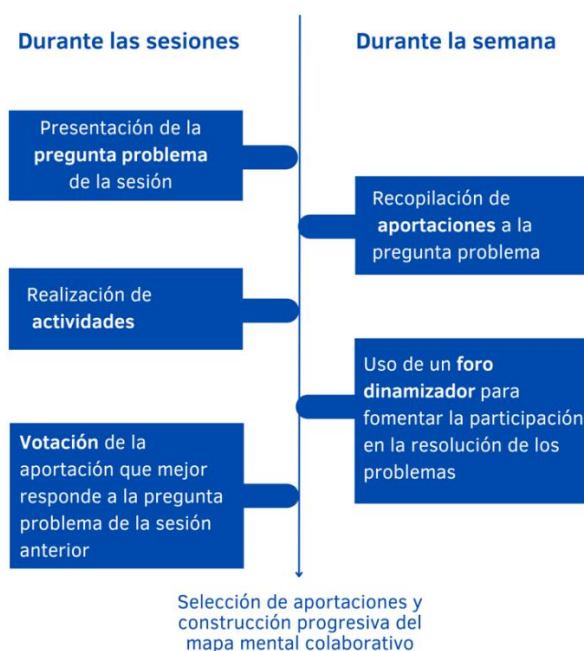 Durante las sesiones
Durante la semana
Presentación de la
pregunta problema
de la sesión
Recopilación de
aportaciones a la
pregunta problema
Realización de
actividades
Uso de un foro
dinamizador para
fomentar la participación
en la resolución de los
problemas
Votación de la
aportación que mejor
responde a la pregunta
problema de la sesión
anterior
Selección de aportaciones y
construcción progresiva del
mapa mental colaborativo